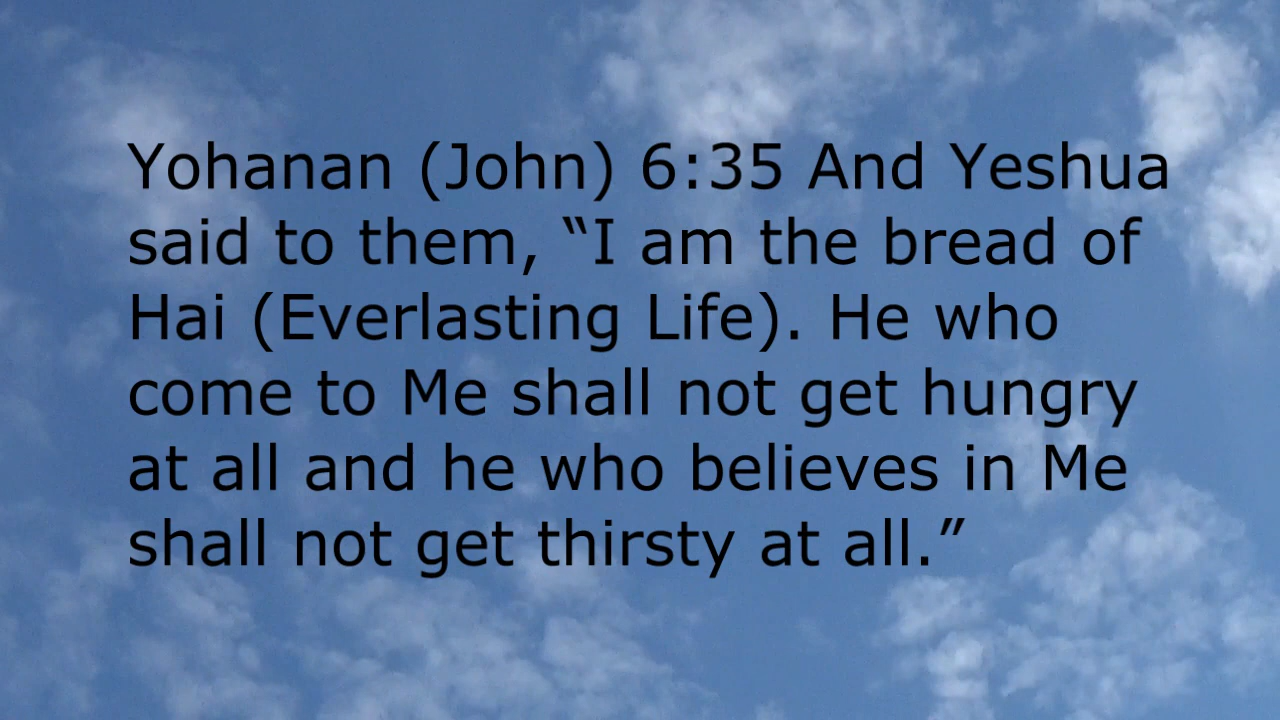 Yohanan (John) 6:35 And Yeshua
said to them, “I am the bread of
Hai (Everlasting Life). He who
come to Me shall not get hungry
at all and he who believes in Me
shall not get thirsty at all.”